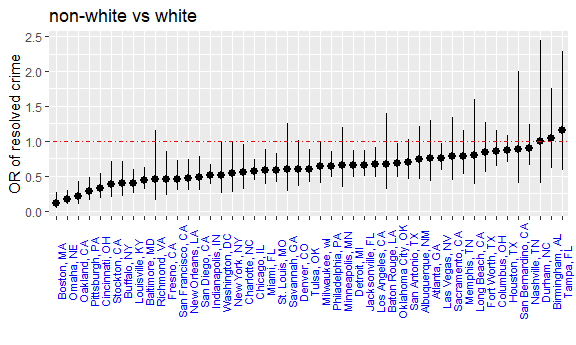 non-white vs white
OR of resolved crime
2.5
2.0
1.5
1.0
0.5
0.0
Boston, MA
Omaha, NE
Oakland, CA
Pittsburgh, PA
Cincinnati, OH
Stockton, CA
Buffalo, NY
Louisville, KY
Baltimore, MD
Richmond, VA
Fresno, CA
San Francisco, CA
New Orleans, LA
San Diego, CA
Indianapolis, IN
Washington, DC
New York, NY
Charlotte, NC
Chicago, IL
Miami, FL
St. Louis, MO
Savannah, GA
Denver, CO
Tulsa, OK
Milwaukee, wI
Philadelphia, PA
Minneapolis, MN
Detroit, MI
Jacksonville, FL
Los Angeles, CA
Baton Rouge, LA
Oklahoma City, OK
San Antonio, TX
Albuquerque, NM
Atlanta, GA
Las Vegas, NV
Sacramento, CA
Memphis, TN
Long Beach, CA
Fort Worth, TX
Columbus, OH
Houston, TX
San Bernardino, CA
Nashville, TN
Durham, NC
Birmingham, AL
Tampa, FL